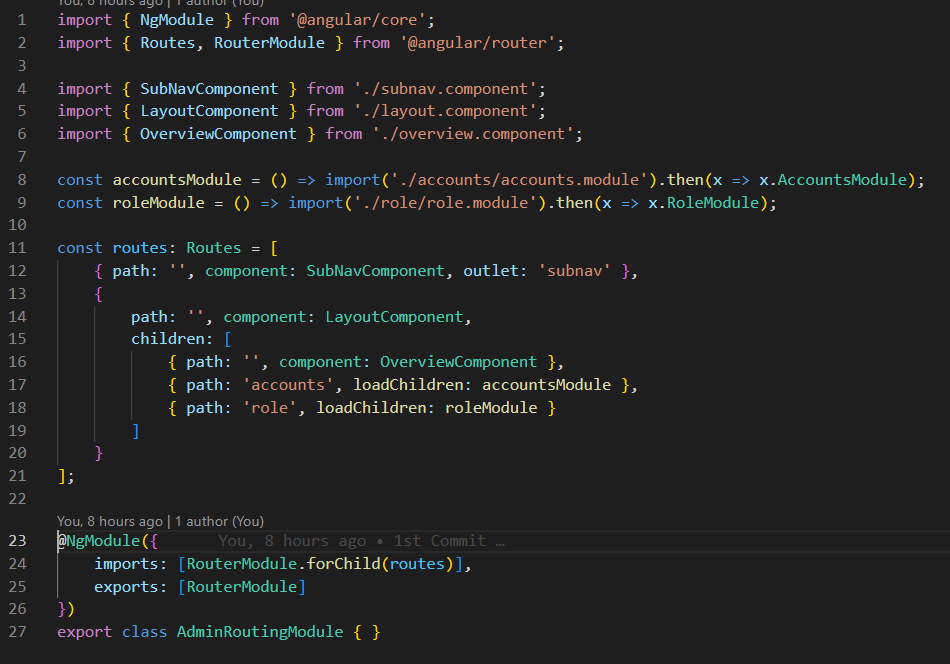 You, 8 hours ago | 1 author (You)
1 import { NgModule } from '@angular/core';
2 import { Routes, RouterModule } from '@angular/router';
3
4 import { SubNavComponent } from './subnav.component';
5 import { LayoutComponent } from './layout.component';
6 import { OverviewComponent } from './overview.component';
7
8 const accountsModule = () => import('./accounts/accounts.module').then(x => x.AccountsModule);
9 const roleModule = () => import('./role/role.module').then(x => x.RoleModule);
10
11 const routes: Routes = [
12     { path: '', component: SubNavComponent, outlet: 'subnav' },
13     {
14         path: '', component: LayoutComponent,
15         children: [
16             { path: '', component: OverviewComponent },
17             { path: 'accounts', loadChildren: accountsModule },
18             { path: 'role', loadChildren: roleModule }
19         ]
20     }
21 ];
22
You, 8 hours ago | 1 author (You)
23 @NgModule({ You, 8 hours ago • 1st Commit …
24     imports: [RouterModule.forChild(routes)],
25     exports: [RouterModule]
26 })
27 export class AdminRoutingModule { }